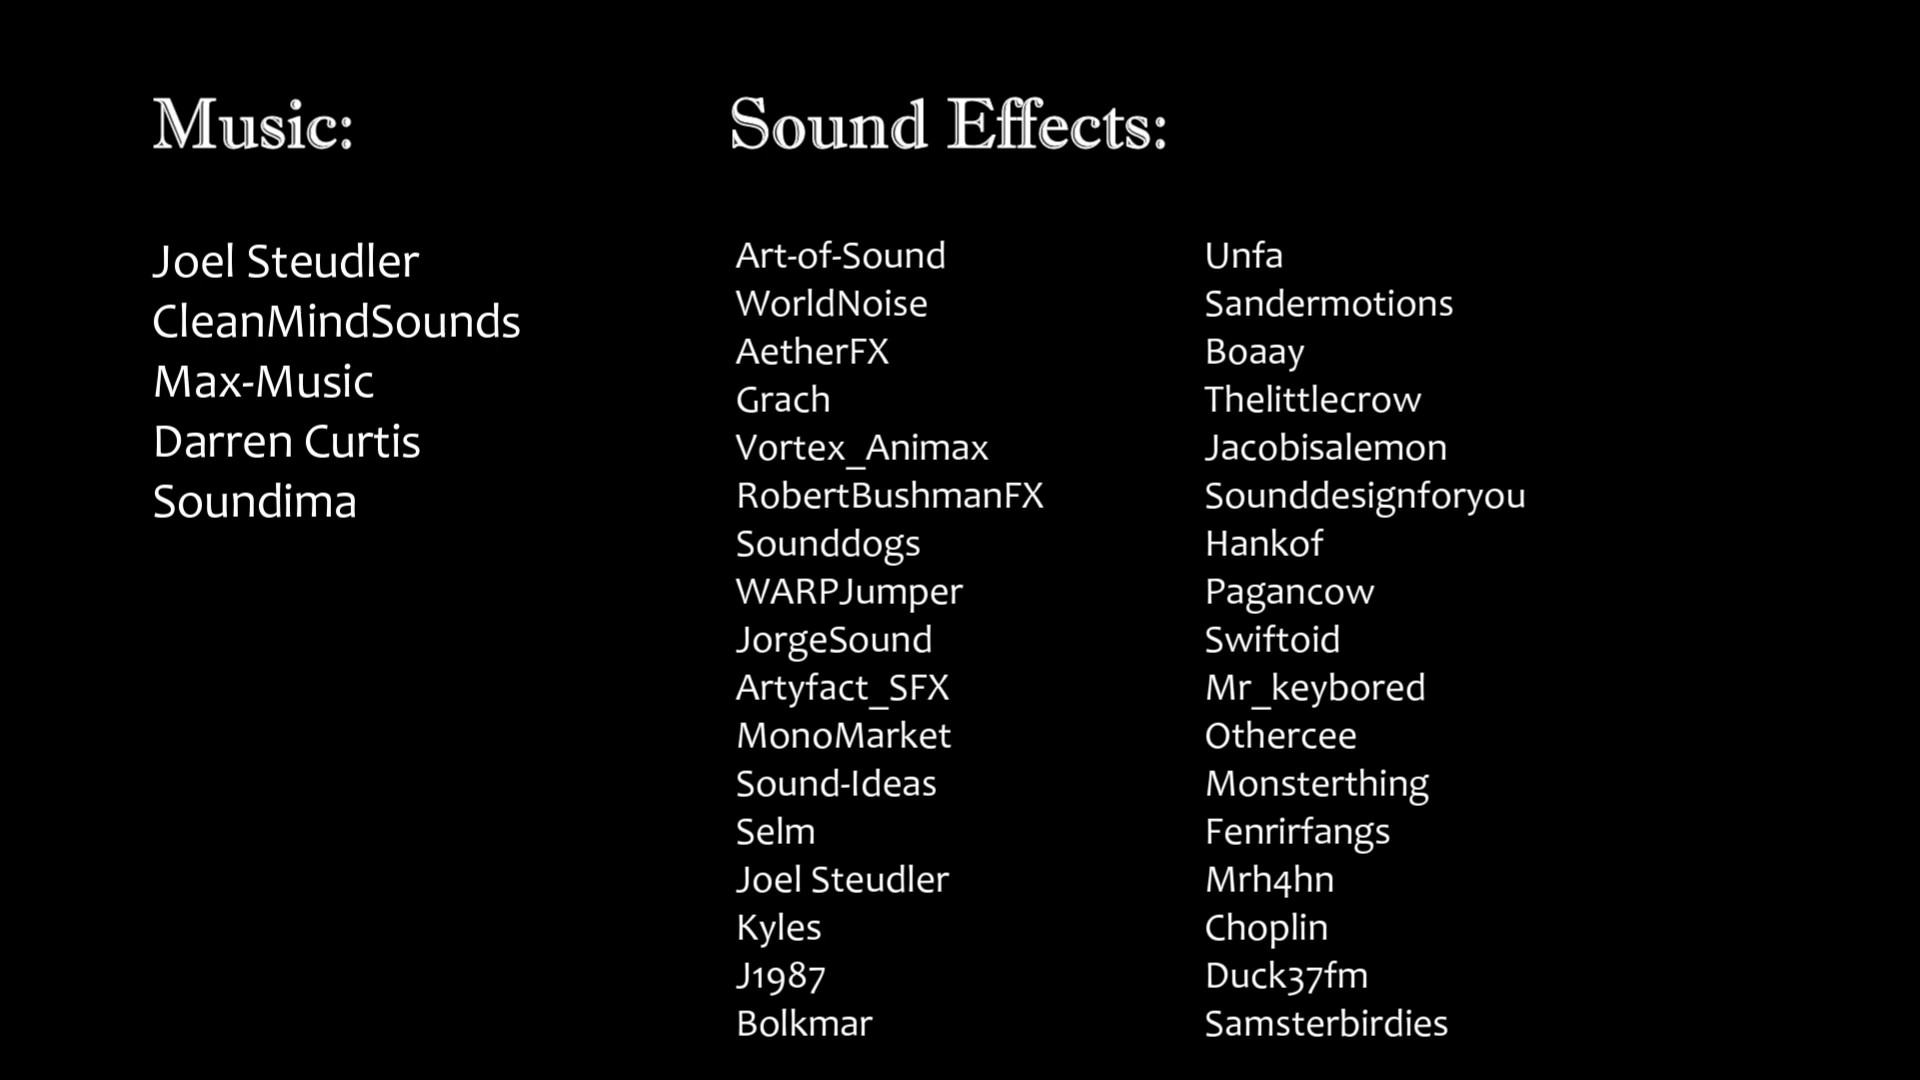 Music:
Joel Steudler
CleanMindSounds
Max-Music
Darren Curtis
Soundima
Sound Effects:
Art-of-Sound
WorldNoise
AetherFX
Grach
Vortex_Animax
RobertBushmanFX
Sounddogs
WARPJumper
JorgeSound
Artyfact_SFX
MonoMarket
Sound-Ideas
Selm
Joel Steudler
Kyles
J1987
Bolkmar
Unfa
Sandermotions
Boaay
Thelittlecrow
Jacobisalemon
Sounddesignforyou
Hankof
Pagancow
Swiftoid
Mr_keybored
Othercee
Monsterthing
Fenrirfangs
Mrh4hn
Choplin
Duck37fm
Samsterbirdies